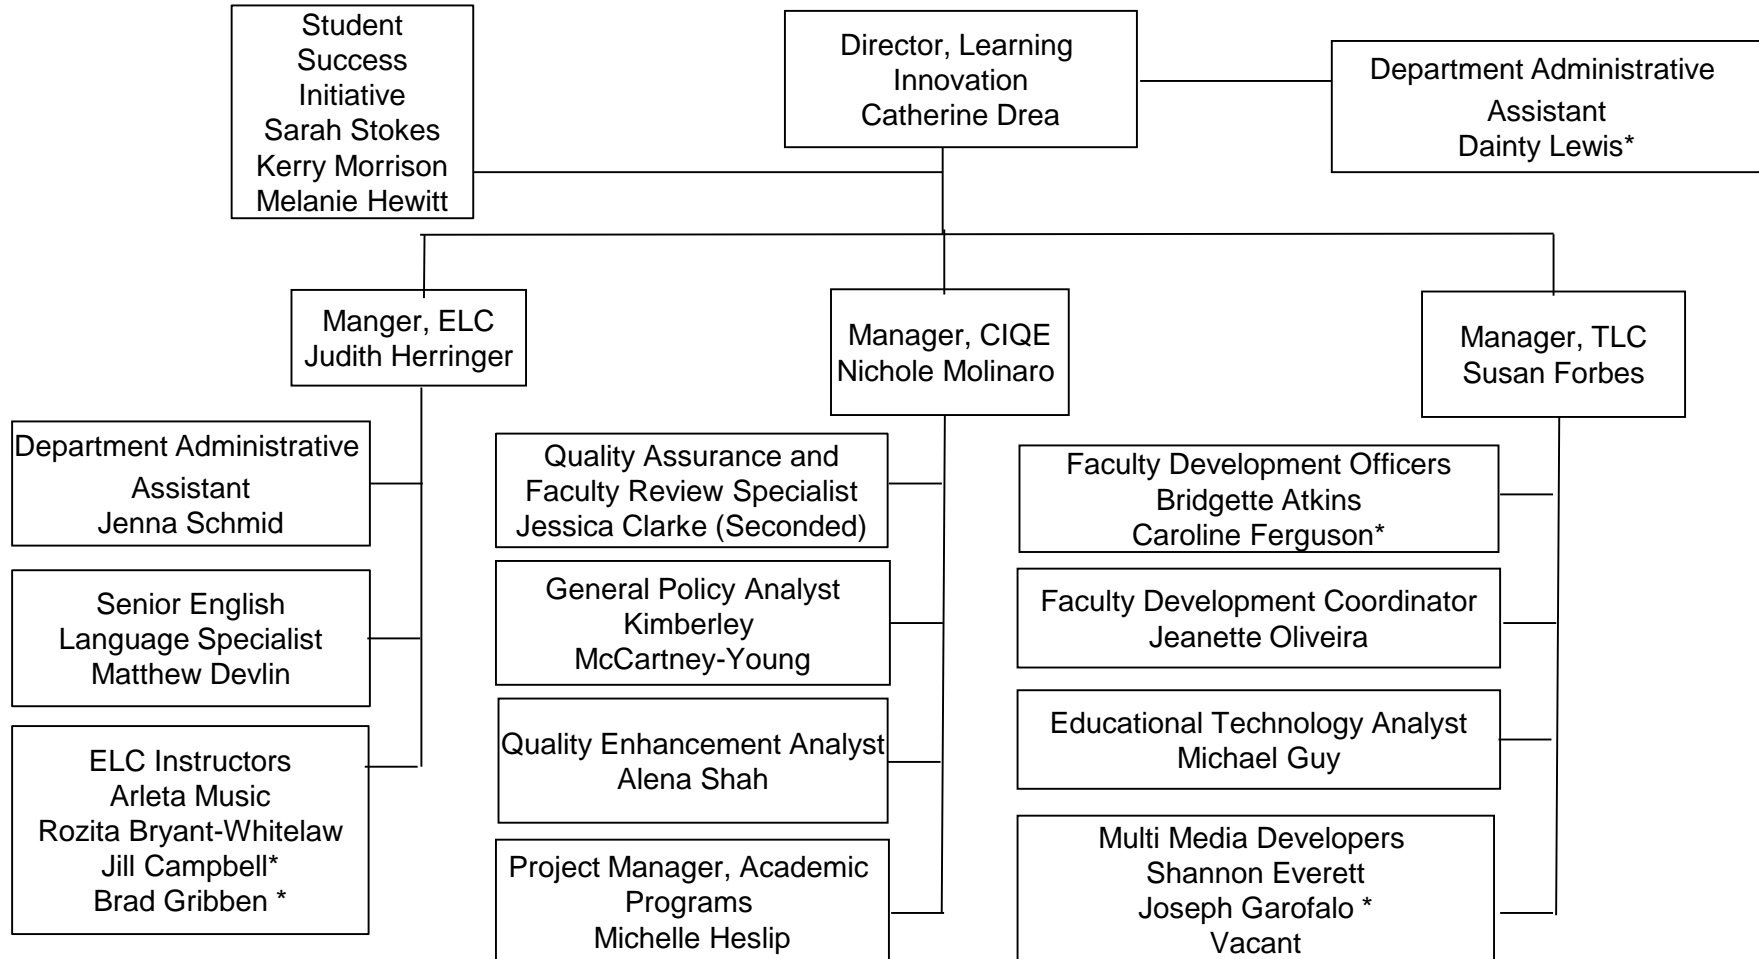 Student
Success
Initiative
Sarah Stokes
Kerry Morrison
Melanie Hewitt
Director, Learning
Innovation
Catherine Drea
Department Administrative
Assistant
Dainty Lewis*
Manger, ELC
Judith Herringer
Manager, CIQE
Nichole Molinaro
Manager, TLC
Susan Forbes
Department Administrative
Assistant
Jenna Schmid
Senior English
Language Specialist
Matthew Devlin
ELC Instructors
Arleta Music
Rozita Bryant-Whitelaw
Jill Campbell*
Brad Gribben *
Quality Assurance and
Faculty Review Specialist
Jessica Clarke (Seconded)
General Policy Analyst
Kimberley
McCartney-Young
Quality Enhancement Analyst
Alena Shah
Project Manager, Academic
Programs
Michelle Heslip
Faculty Development Officers
Bridgette Atkins
Caroline Ferguson*
Faculty Development Coordinator
Jeanette Oliveira
Educational Technology Analyst
Michael Guy
Multi Media Developers
Shannon Everett
Joseph Garofalo *
Vacant